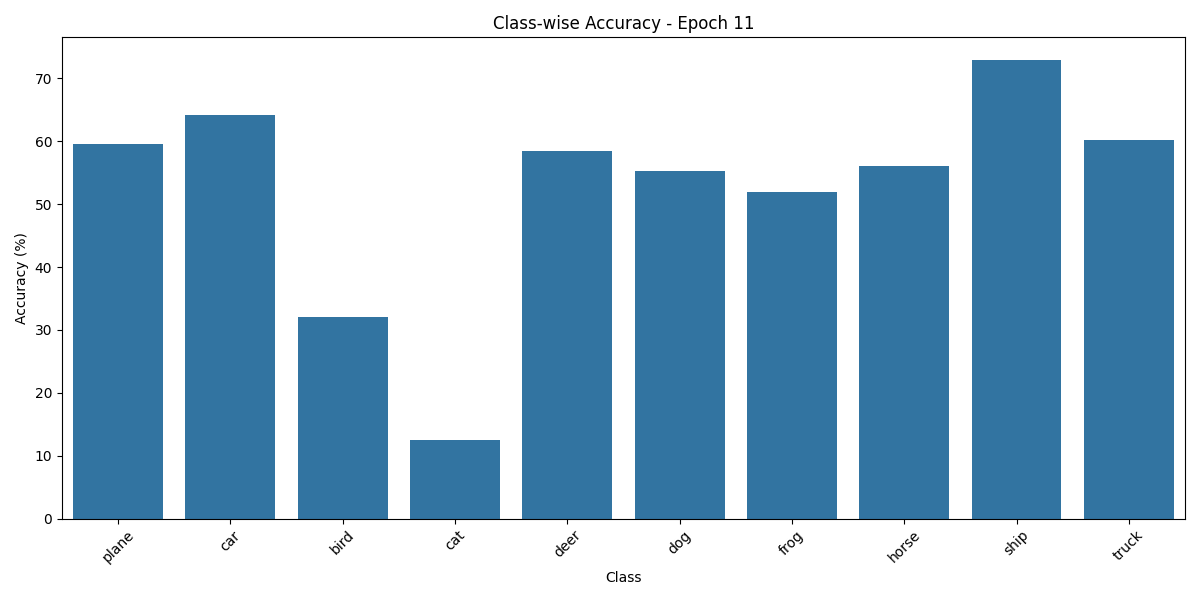 Class-wise Accuracy - Epoch 11
Accuracy (%)
70
60
50
40
30
20
10
0
plane
car
bird
cat
deer
dog
frog
horse
ship
truck
Class